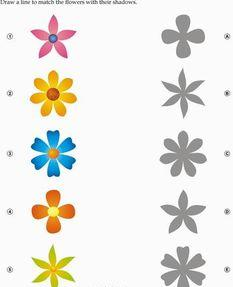 Draw a line to match the flowers with their shadows.
1 A
2 B
3 C
4 D
5 E